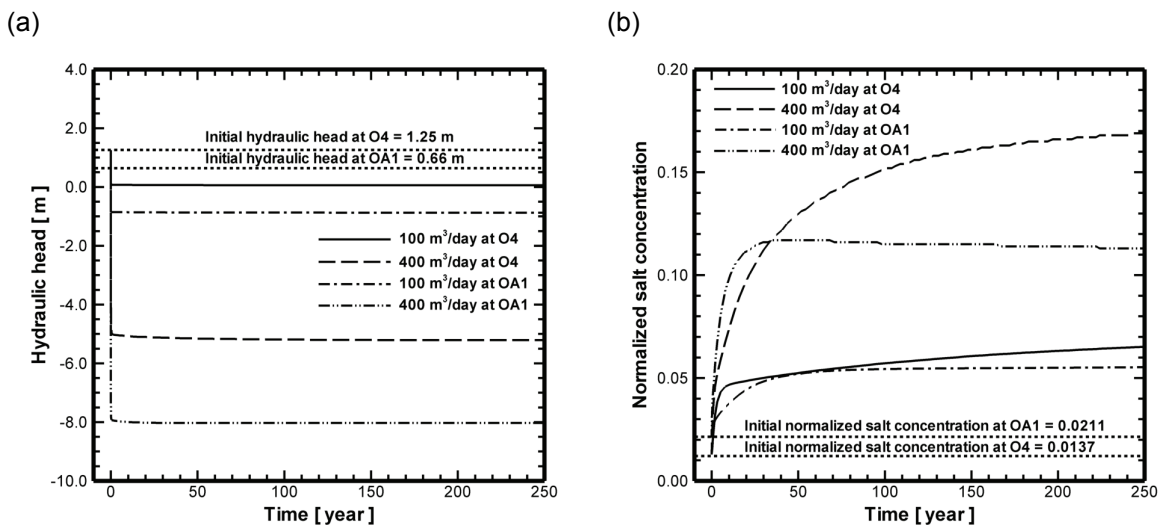 (a)
(b)
4.0
2.0
0.0
-2.0
-4.0
-6.0
-8.0
-10.0
Hydraulic head [ m ]
Initial hydraulic head at O4 = 1.25 m
Initial hydraulic head at OA1 = 0.66 m
100 m³/day at O4
400 m³/day at O4
100 m³/day at OA1
400 m³/day at OA1
0 50 100 150 200 250
Time [ year ]
0.20
0.15
0.10
0.05
0.00
Normalized salt concentration
100 m³/day at O4
400 m³/day at O4
100 m³/day at OA1
400 m³/day at OA1
Initial normalized salt concentration at OA1 = 0.0211
Initial normalized salt concentration at O4 = 0.0137
0 50 100 150 200 250
Time [ year ]